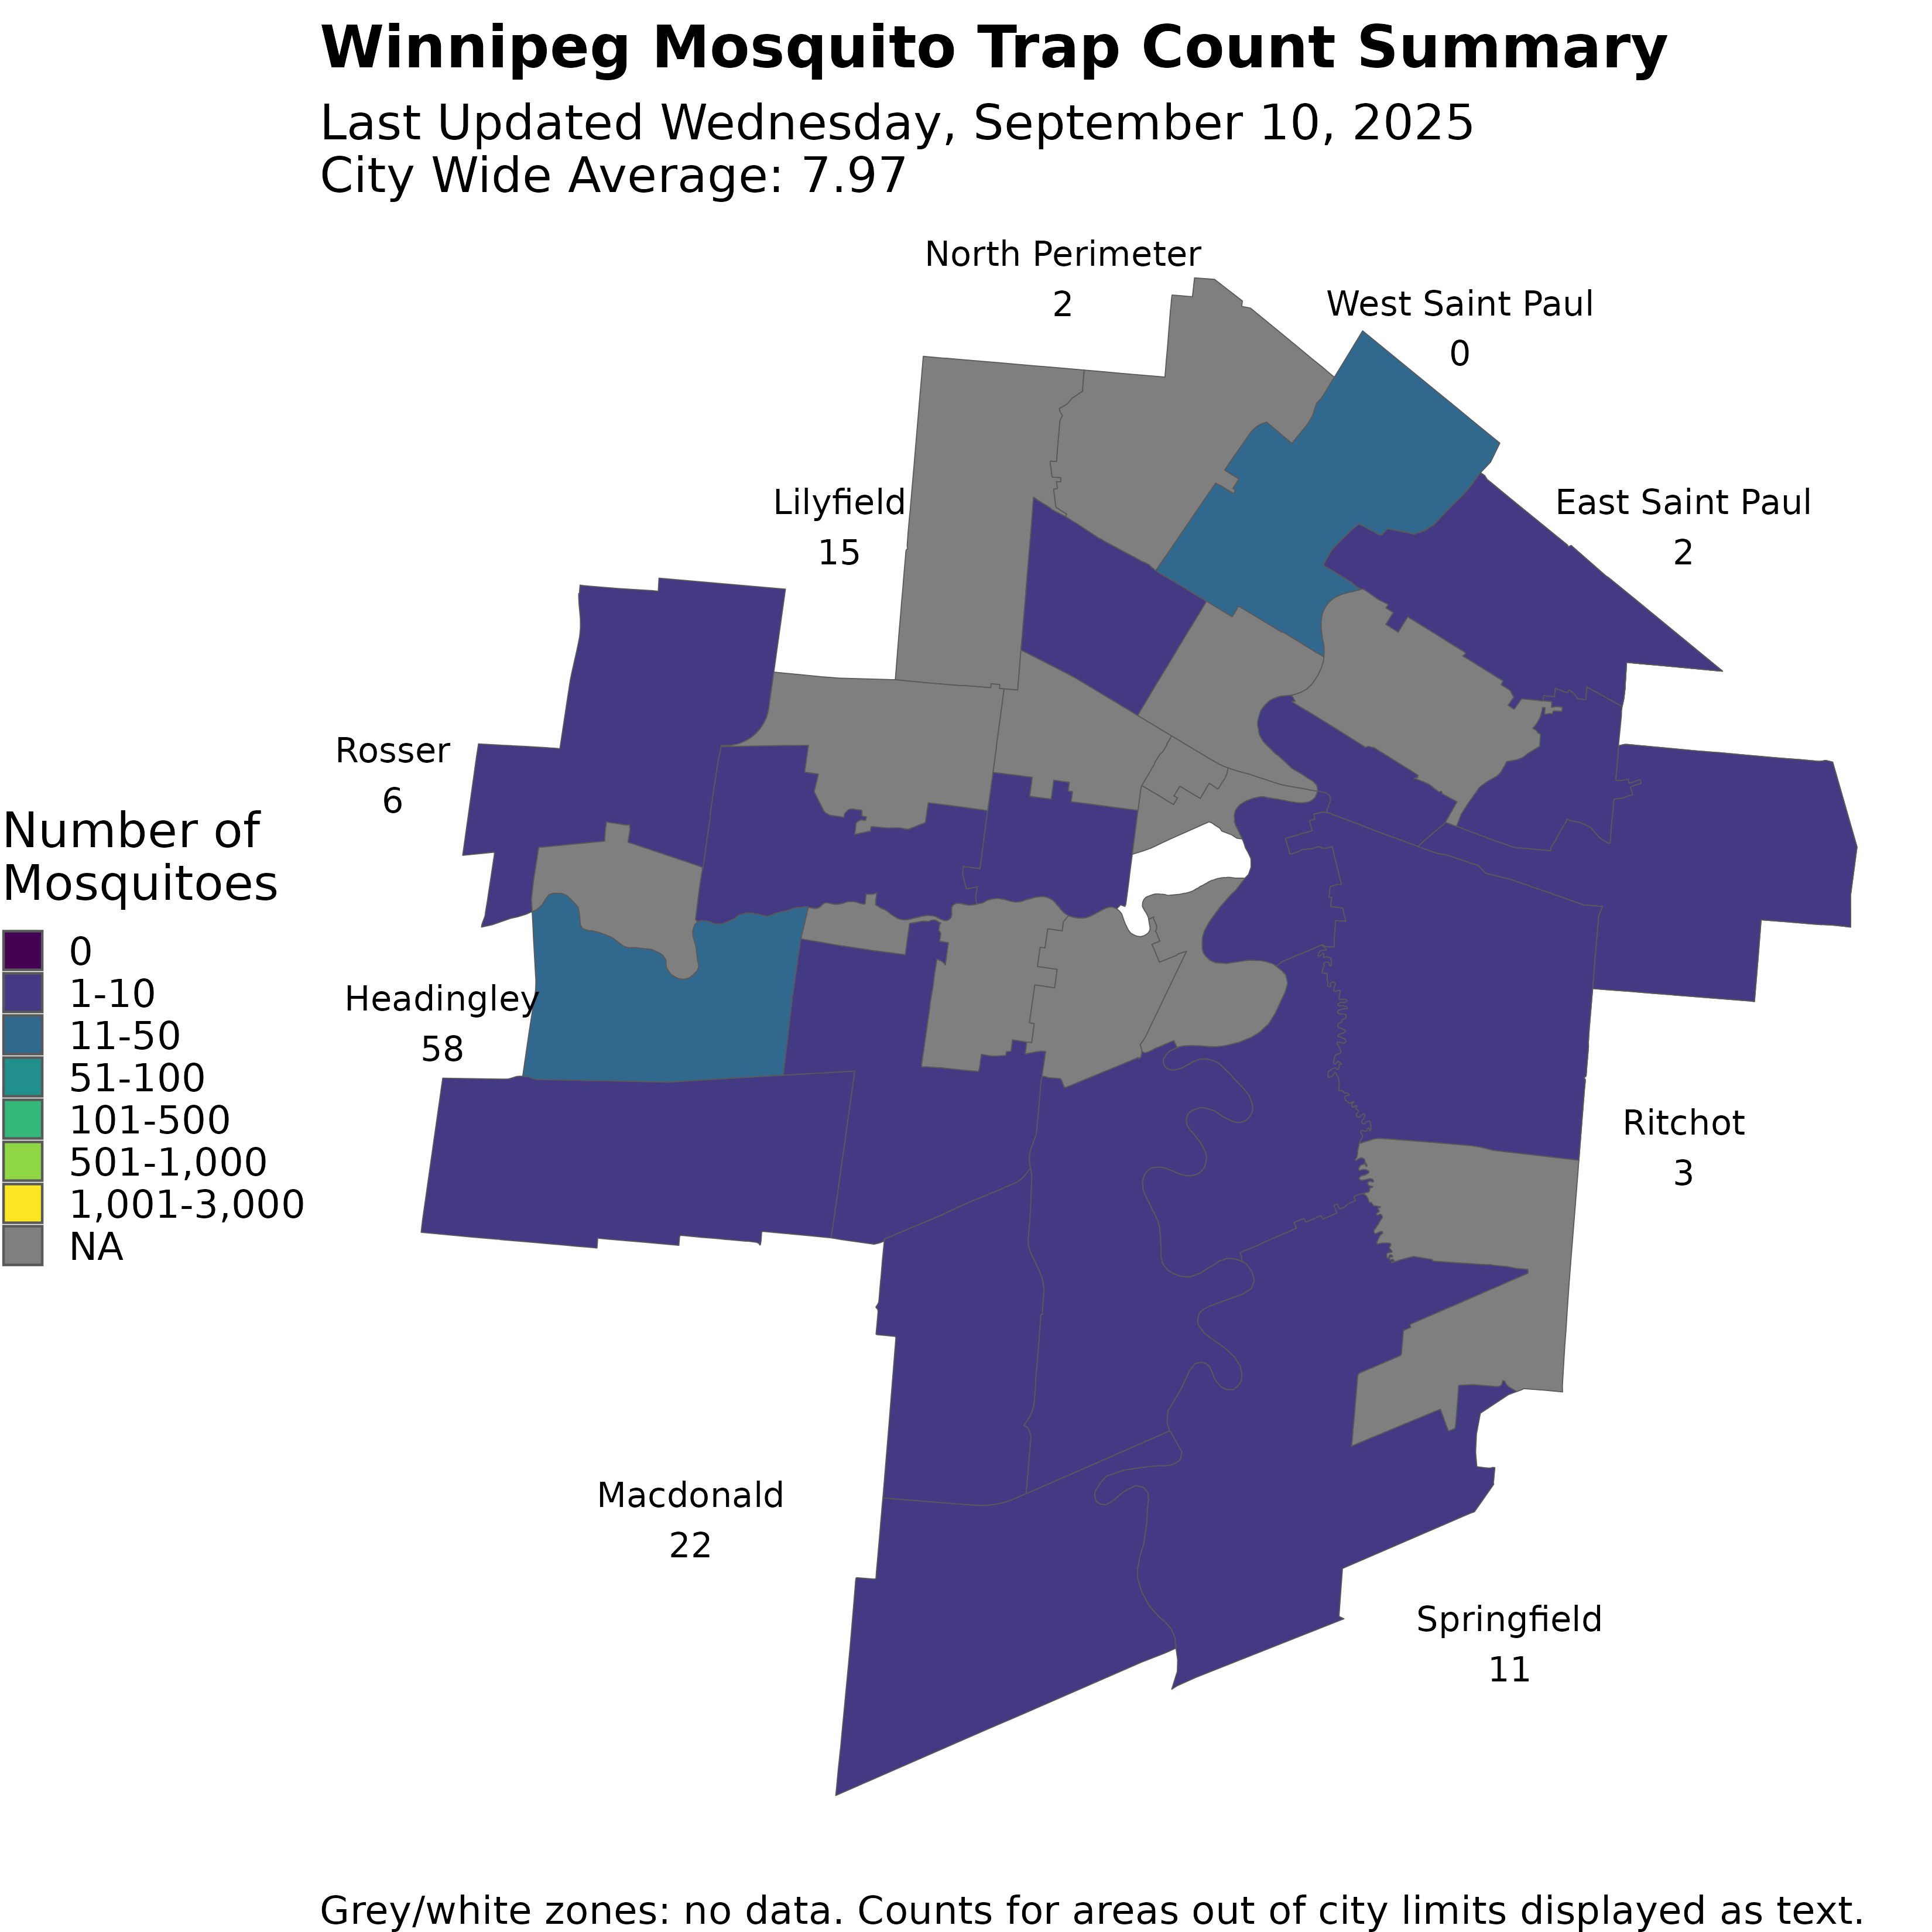 Winnipeg Mosquito Trap Count Summary
Last Updated Wednesday, September 10, 2025
City Wide Average: 7.97
North Perimeter
2
West Saint Paul
0
Lilyfield
15
East Saint Paul
2
Rosser
6
Number of
Mosquitoes
0
1-10
11-50
51-100
101-500
501-1,000
1,001-3,000
NA
Headingley
58
Ritchot
3
Macdonald
22
Springfield
11
Grey/white zones: no data. Counts for areas out of city limits displayed as text.